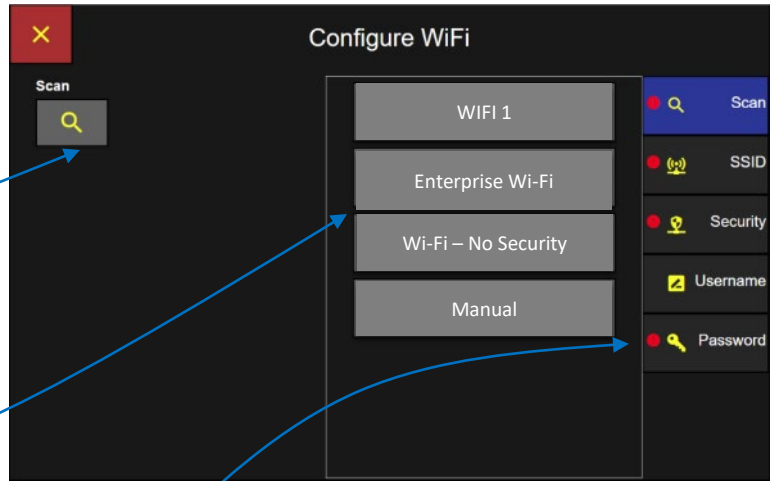 Configure WiFi
Scan
WIFI 1
Enterprise Wi-Fi
Wi-Fi – No Security
Manual
Scan
SSID
Security
Username
Password